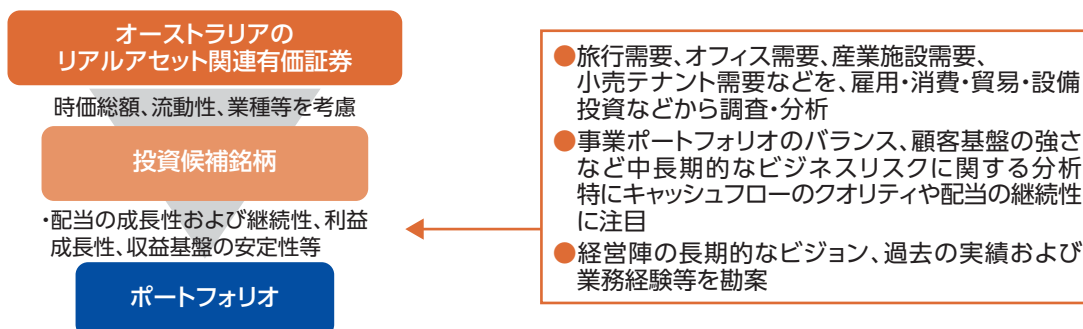 オーストラリアの
リアルアセット関連有価証券
時価総額、流動性、業種等を考慮
投資候補銘柄
・配当の成長性および継続性、利益
成長性、収益基盤の安定性等
ポートフォリオ
●旅行需要、オフィス需要、産業施設需要、
小売テナント需要などを、雇用・消費・貿易・設備
投資などから調査・分析
●事業ポートフォリオのバランス、顧客基盤の強さ
など中長期的なビジネスリスクに関する分析
特にキャッシュフローのクオリティや配当の継続性
に注目
●経営陣の長期的なビジョン、過去の実績および
業務経験等を勘案